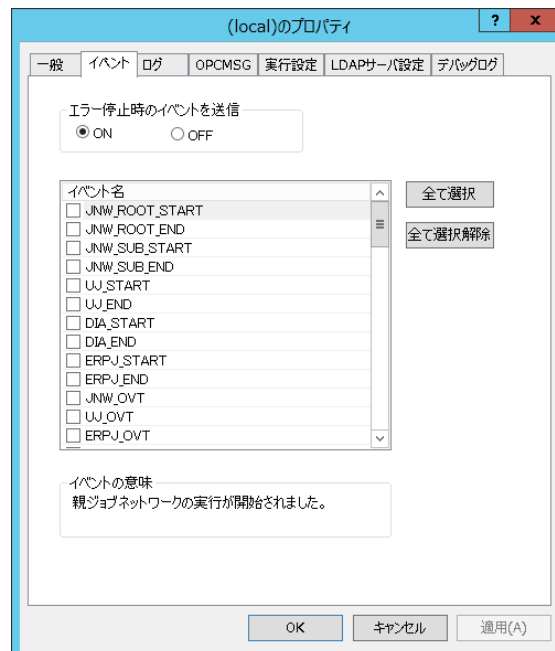 (local)のプロパティ
? x
一般 イベント ログ OPCMSG 実行設定 LDAPサーバ設定 デバッグログ
エラー停止時のイベントを送信
ON OFF
イベント名
JNW_ROOT_START
JNW_ROOT_END
JNW_SUB_START
JNW_SUB_END
UJ_START
UJ_END
DIA_START
DIA_END
ERPJ_START
ERPJ_END
JNW_OVT
UJ_OVT
ERPJ_OVT
全て選択
全て選択解除
イベントの意味
親ジョブネットワークの実行が開始されました。
OK キャンセル 適用(A)